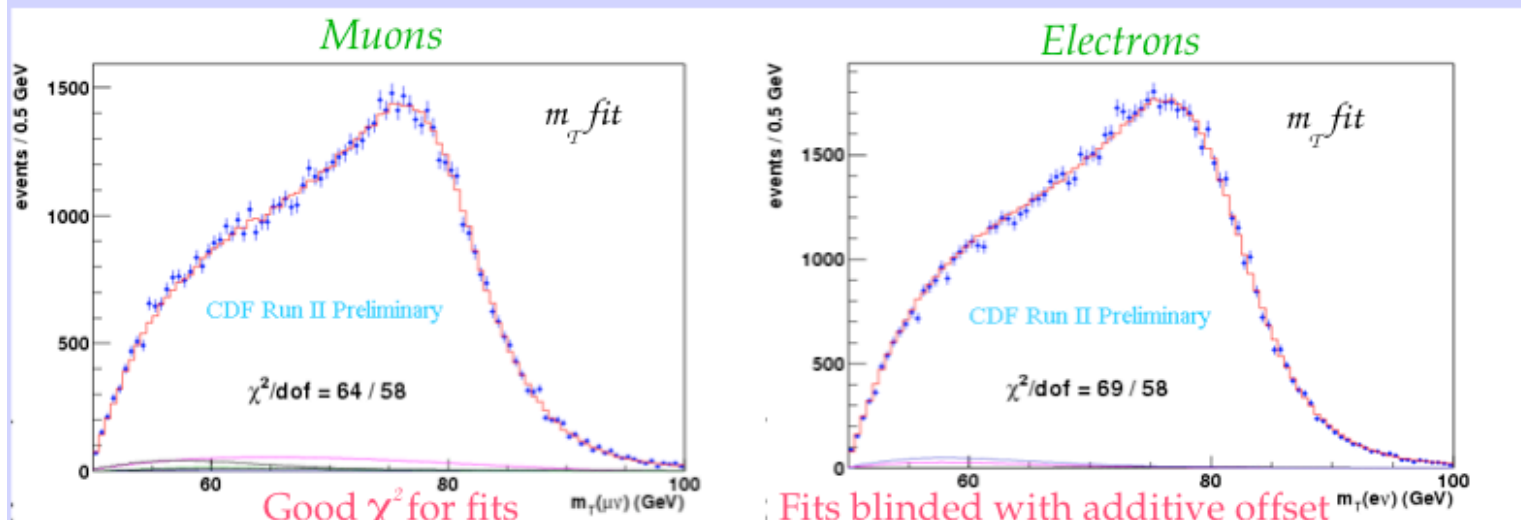 Muons
events / 0.5 GeV
1500
1000
500
0
m_T fit
CDF Run II Preliminary
χ²/dof = 64 / 58
60
80
100
m_T(μν) (GeV)
Good χ² for fits
Electrons
events / 0.5 GeV
1500
1000
500
0
m_T fit
CDF Run II Preliminary
χ²/dof = 69 / 58
60
80
100
m_T(eν) (GeV)
Fits blinded with additive offset